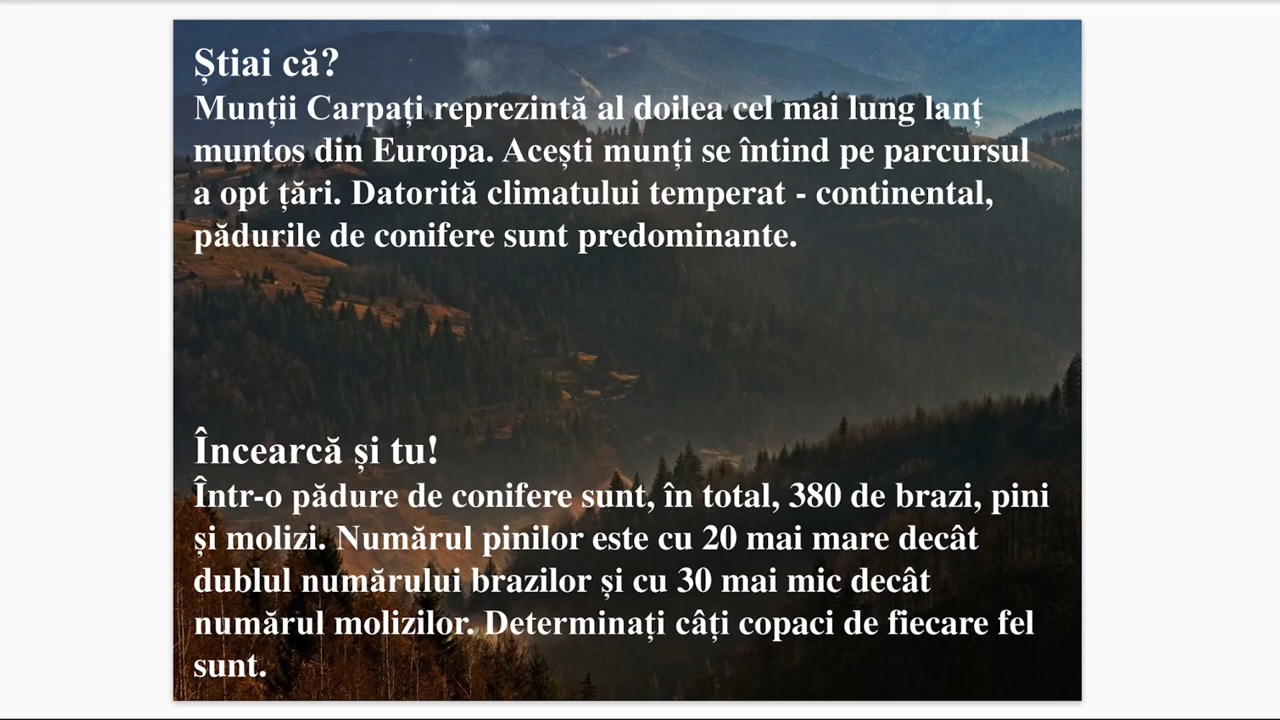 Știai că?
Munții Carpați reprezintă al doilea cel mai lung lanț
muntos din Europa. Acești munți se întind pe parcursul
a opt țări. Datorită climatului temperat - continental,
pădurile de conifere sunt predominante.
Încearcă și tu!
Într-o pădure de conifere sunt, în total, 380 de brazi, pini
și molizi. Numărul pinilor este cu 20 mai mare decât
dublul numărului brazilor și cu 30 mai mic decât
numărul molizilor. Determinați câți copaci de fiecare fel
sunt.